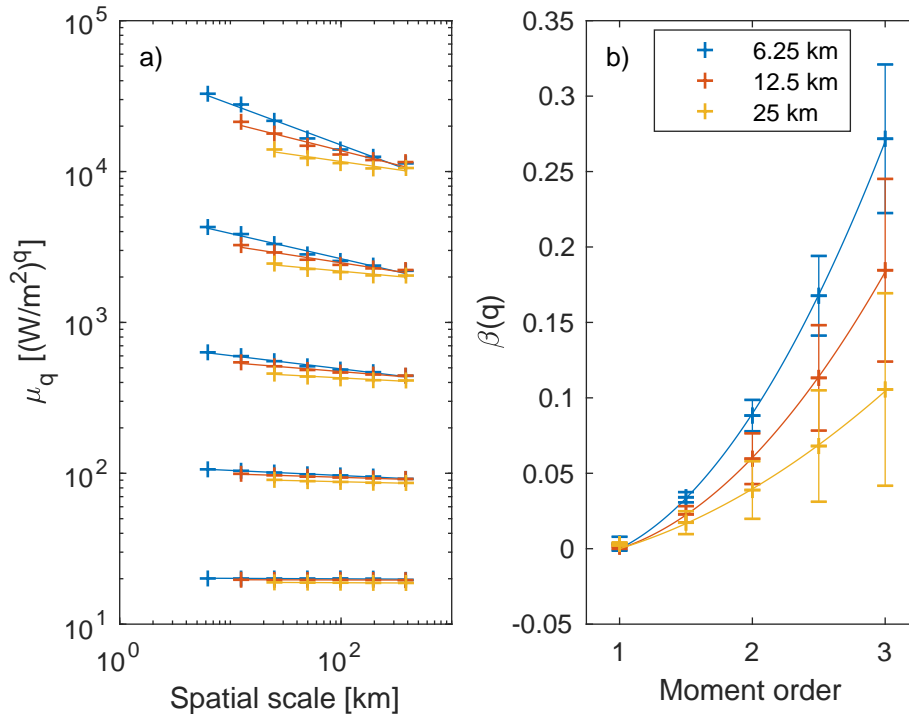 a)
10^5
10^4
10^3
10^2
10^1
μ_q [(W/m^2)^q]
10^0
10^2
Spatial scale [km]
b)
6.25 km
12.5 km
25 km
0.35
0.3
0.25
0.2
0.15
0.1
0.05
0
-0.05
β(q)
1
2
3
Moment order